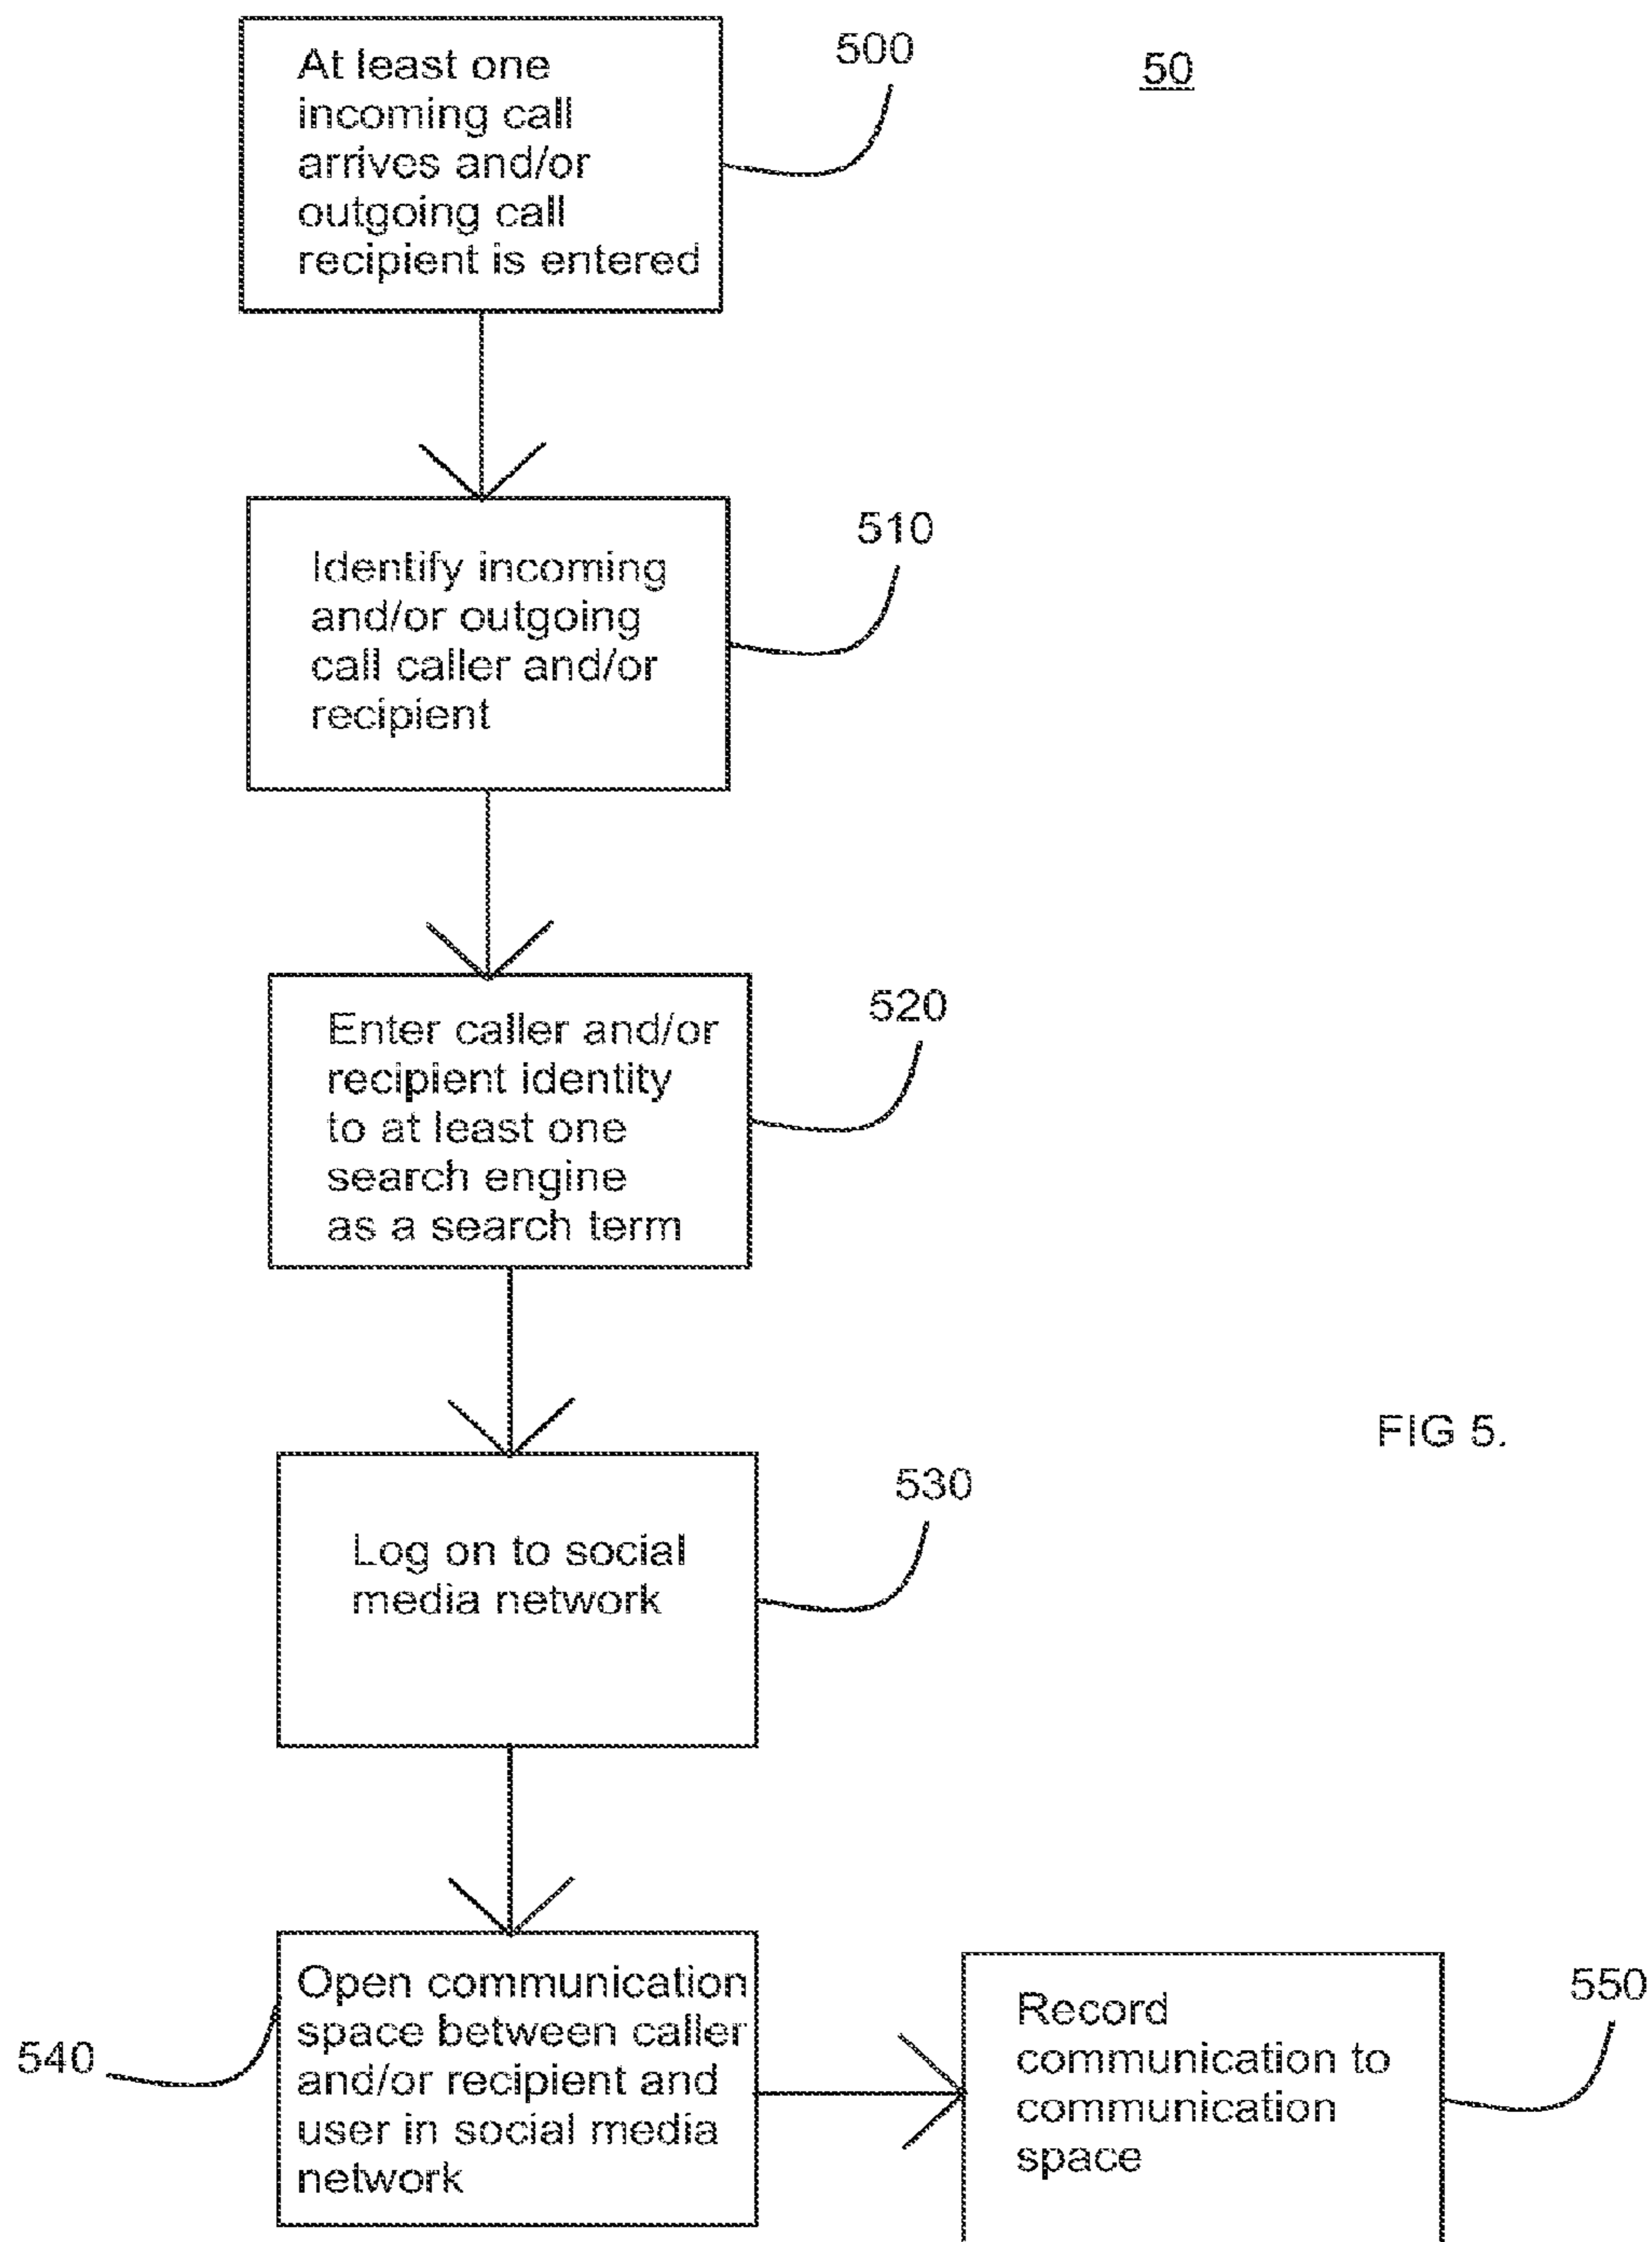 At least one
incoming call
arrives and/or
outgoing call
recipient is entered
500
50
Identify incoming
and/or outgoing
call caller and/or
recipient
510
Enter caller and/or
recipient identity
to at least one
search engine
as a search term
520
FIG 5.
Log on to social
media network
530
Open communication
space between caller
and/or recipient and
user in social media
network
540
Record
communication to
communication
space
550